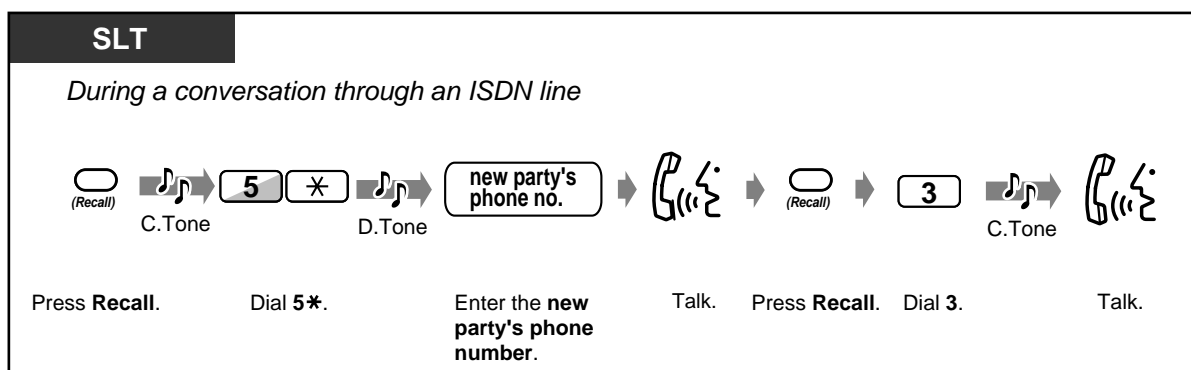 SLT
During a conversation through an ISDN line
(Recall)
C.Tone
5 *
D.Tone
new party's
phone no.
(Recall)
3
C.Tone
Press Recall.
Dial 5*.
Enter the new
party's phone
number.
Talk.
Press Recall.
Dial 3.
Talk.